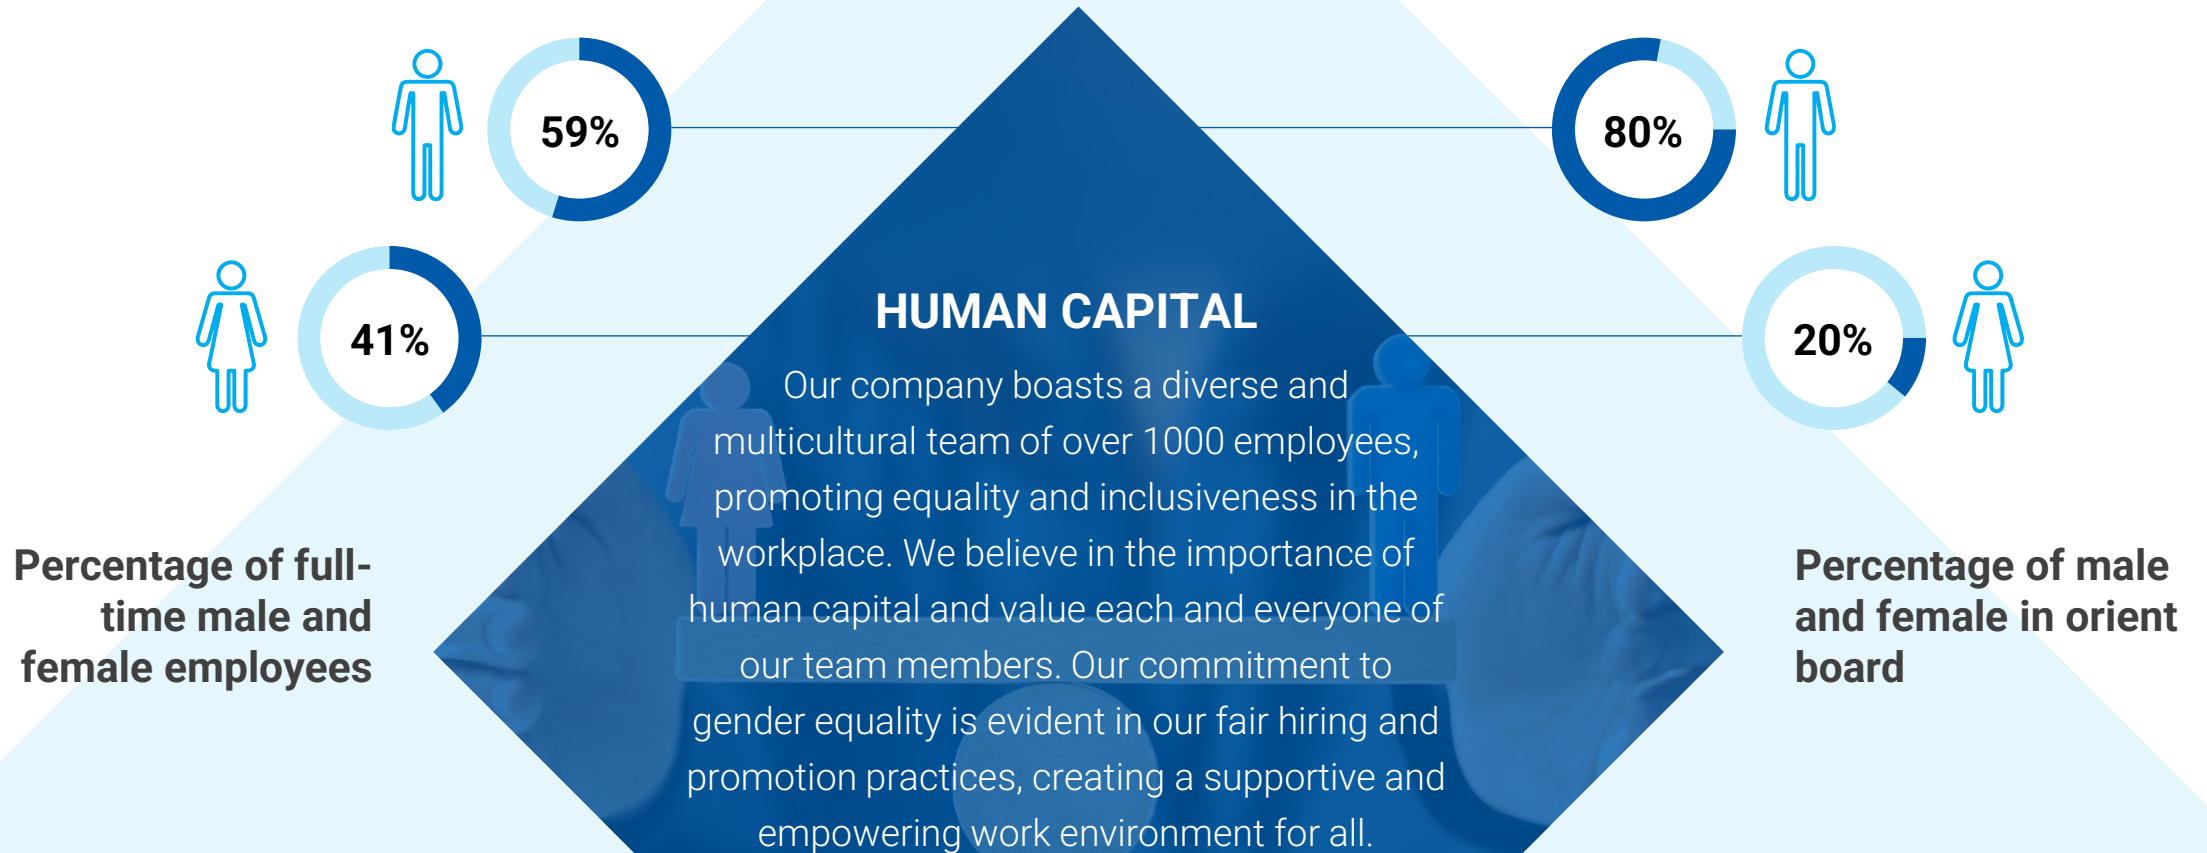 59%
80%
41%
20%
HUMAN CAPITAL
Our company boasts a diverse and
multicultural team of over 1000 employees,
promoting equality and inclusiveness in the
workplace. We believe in the importance of
human capital and value each and everyone of
our team members. Our commitment to
gender equality is evident in our fair hiring and
promotion practices, creating a supportive and
empowering work environment for all.
Percentage of full-
time male and
female employees
Percentage of male
and female in orient
board